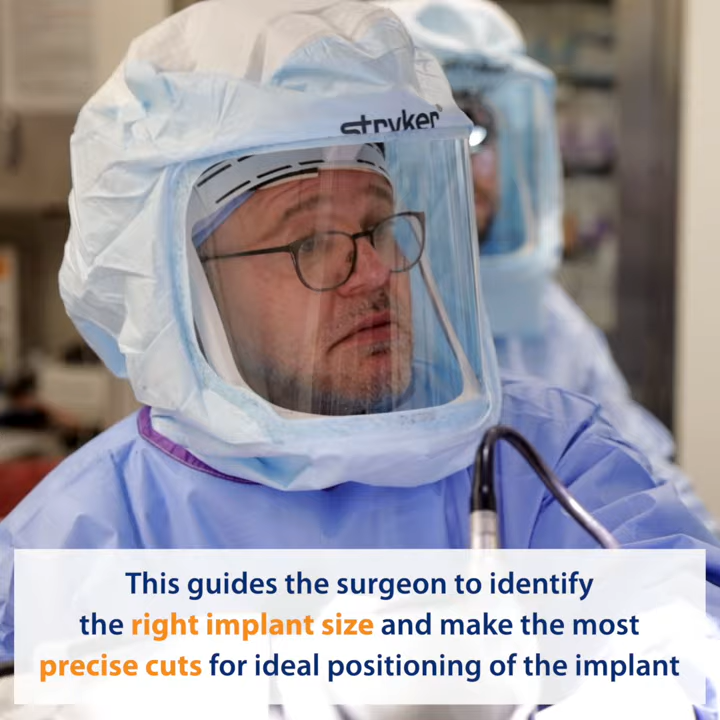 stryker®
This guides the surgeon to identify
the right implant size and make the most
precise cuts for ideal positioning of the implant